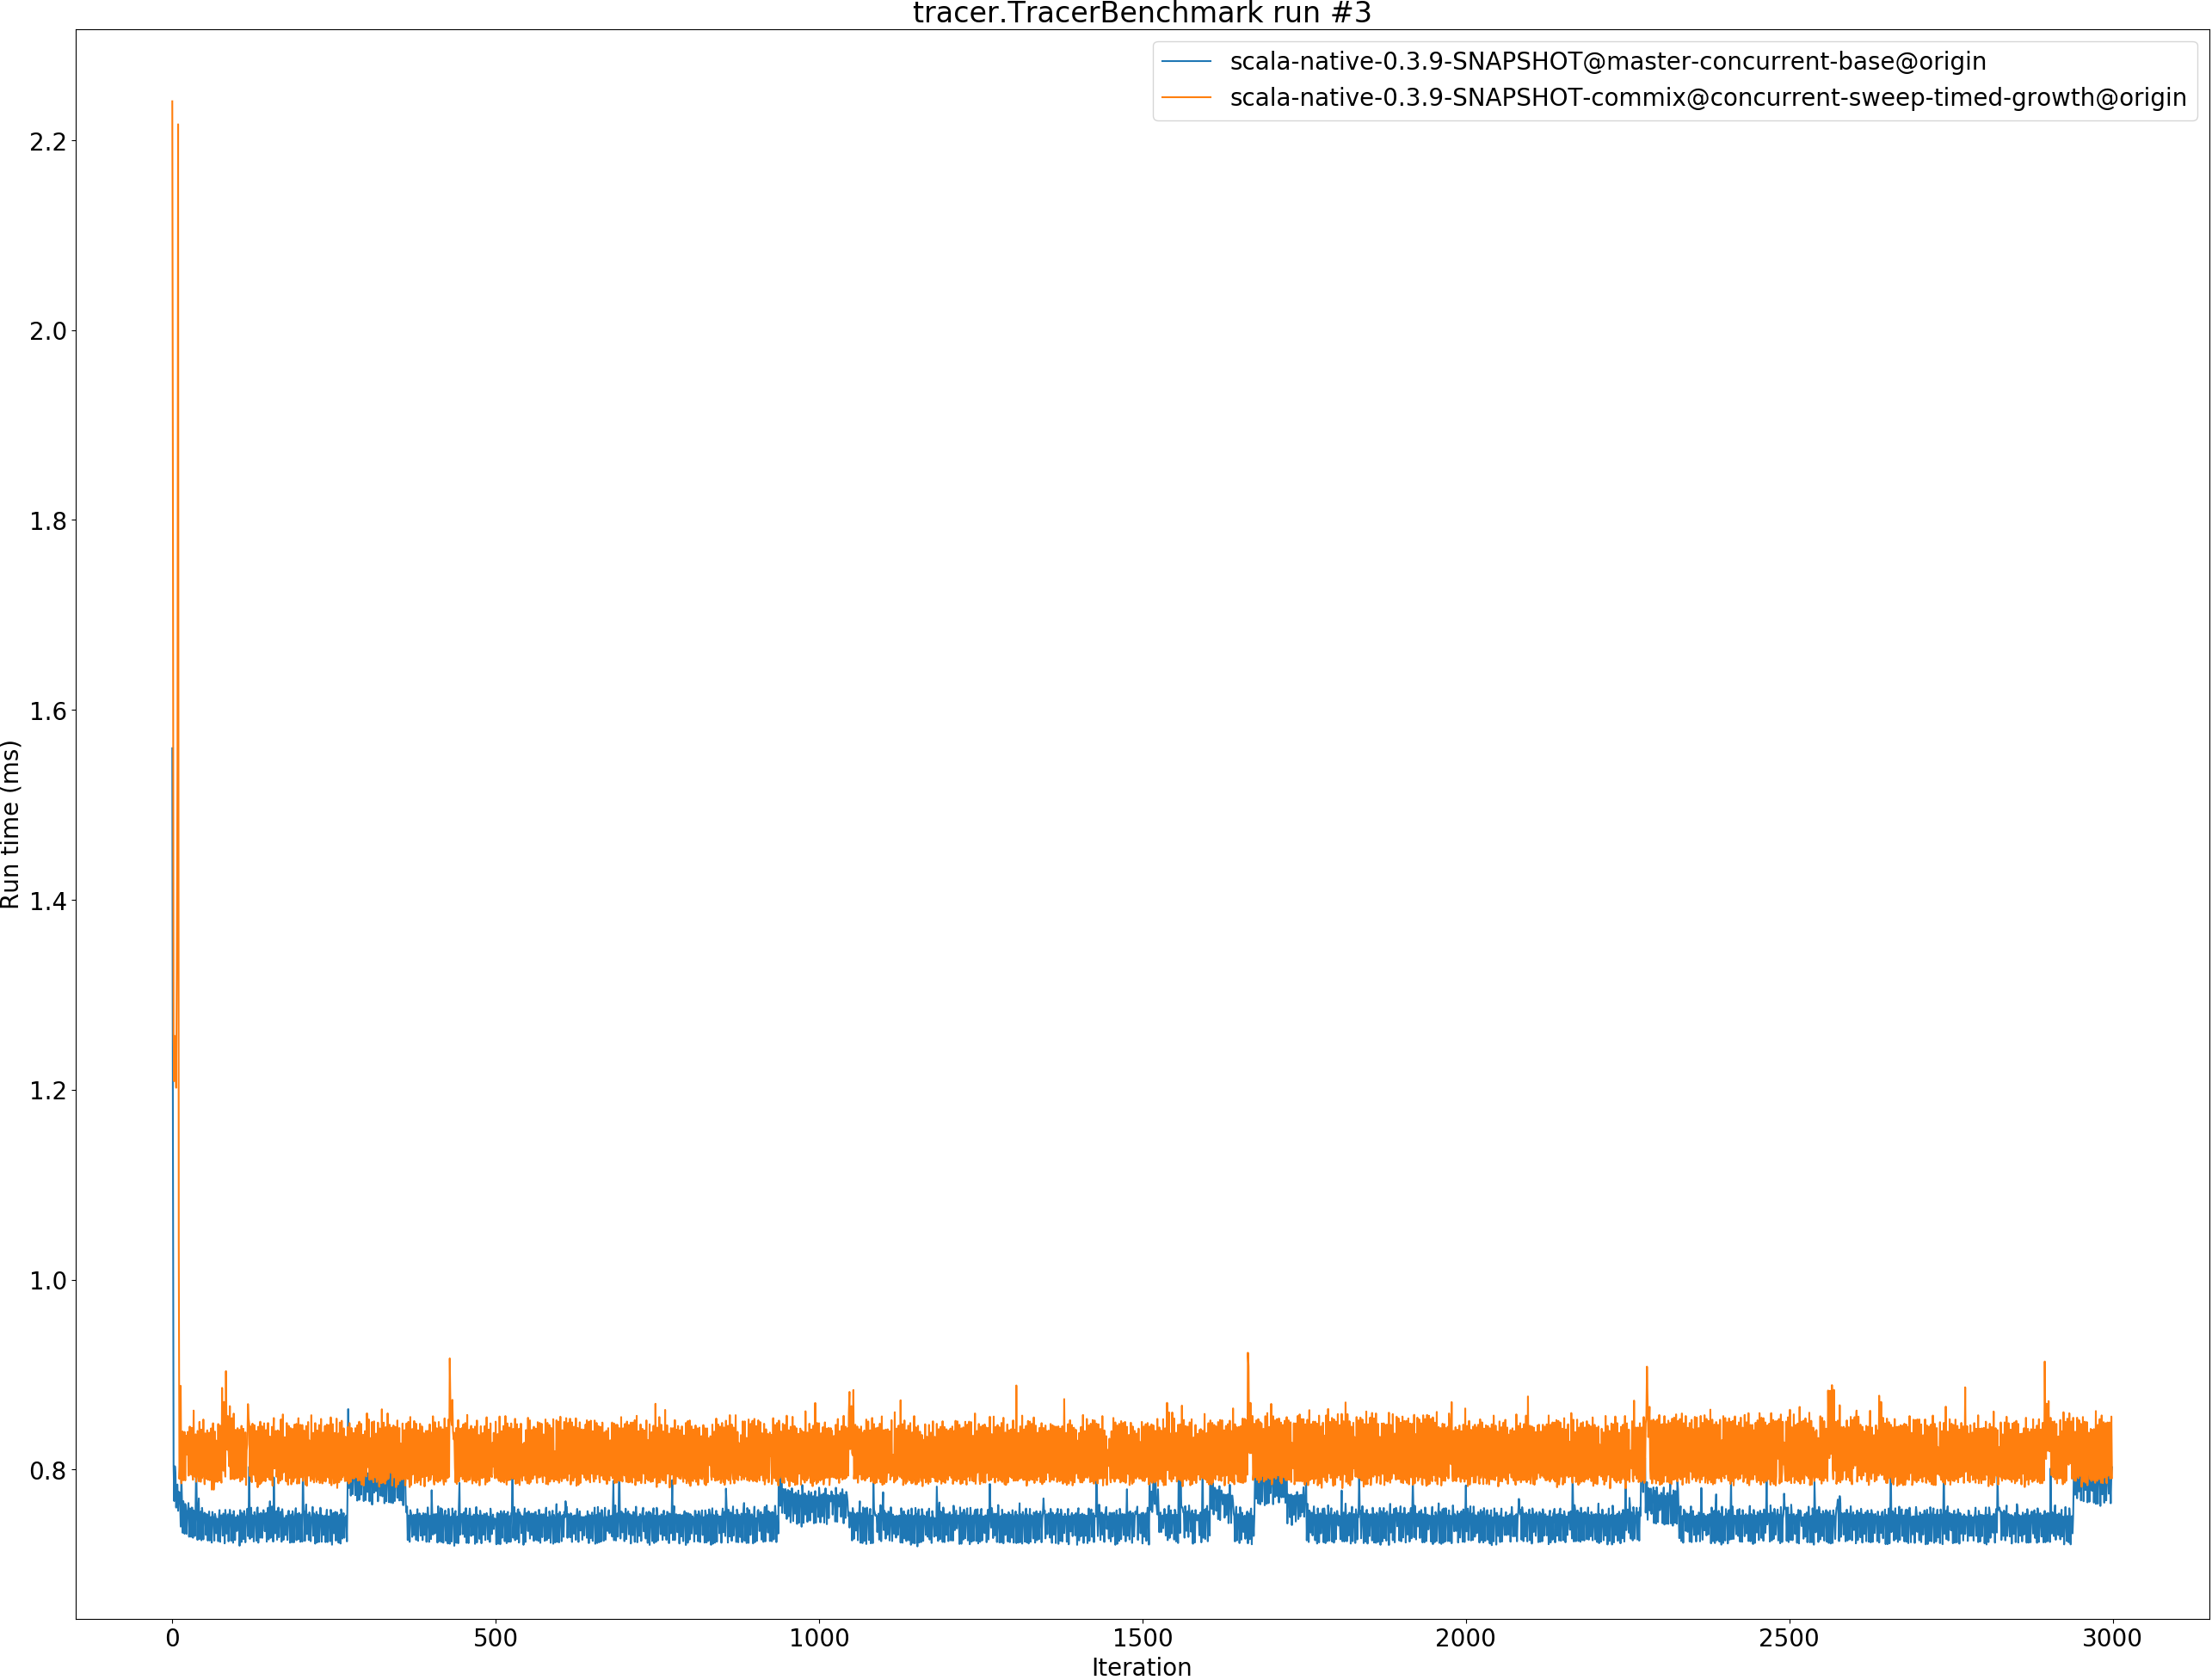 tracer.TracerBenchmark run #3
scala-native-0.3.9-SNAPSHOT@master-concurrent-base@origin
scala-native-0.3.9-SNAPSHOT-commix@concurrent-sweep-timed-growth@origin
Run time (ms)
2.2
2.0
1.8
1.6
1.4
1.2
1.0
0.8
0 500 1000 1500 2000 2500 3000
Iteration